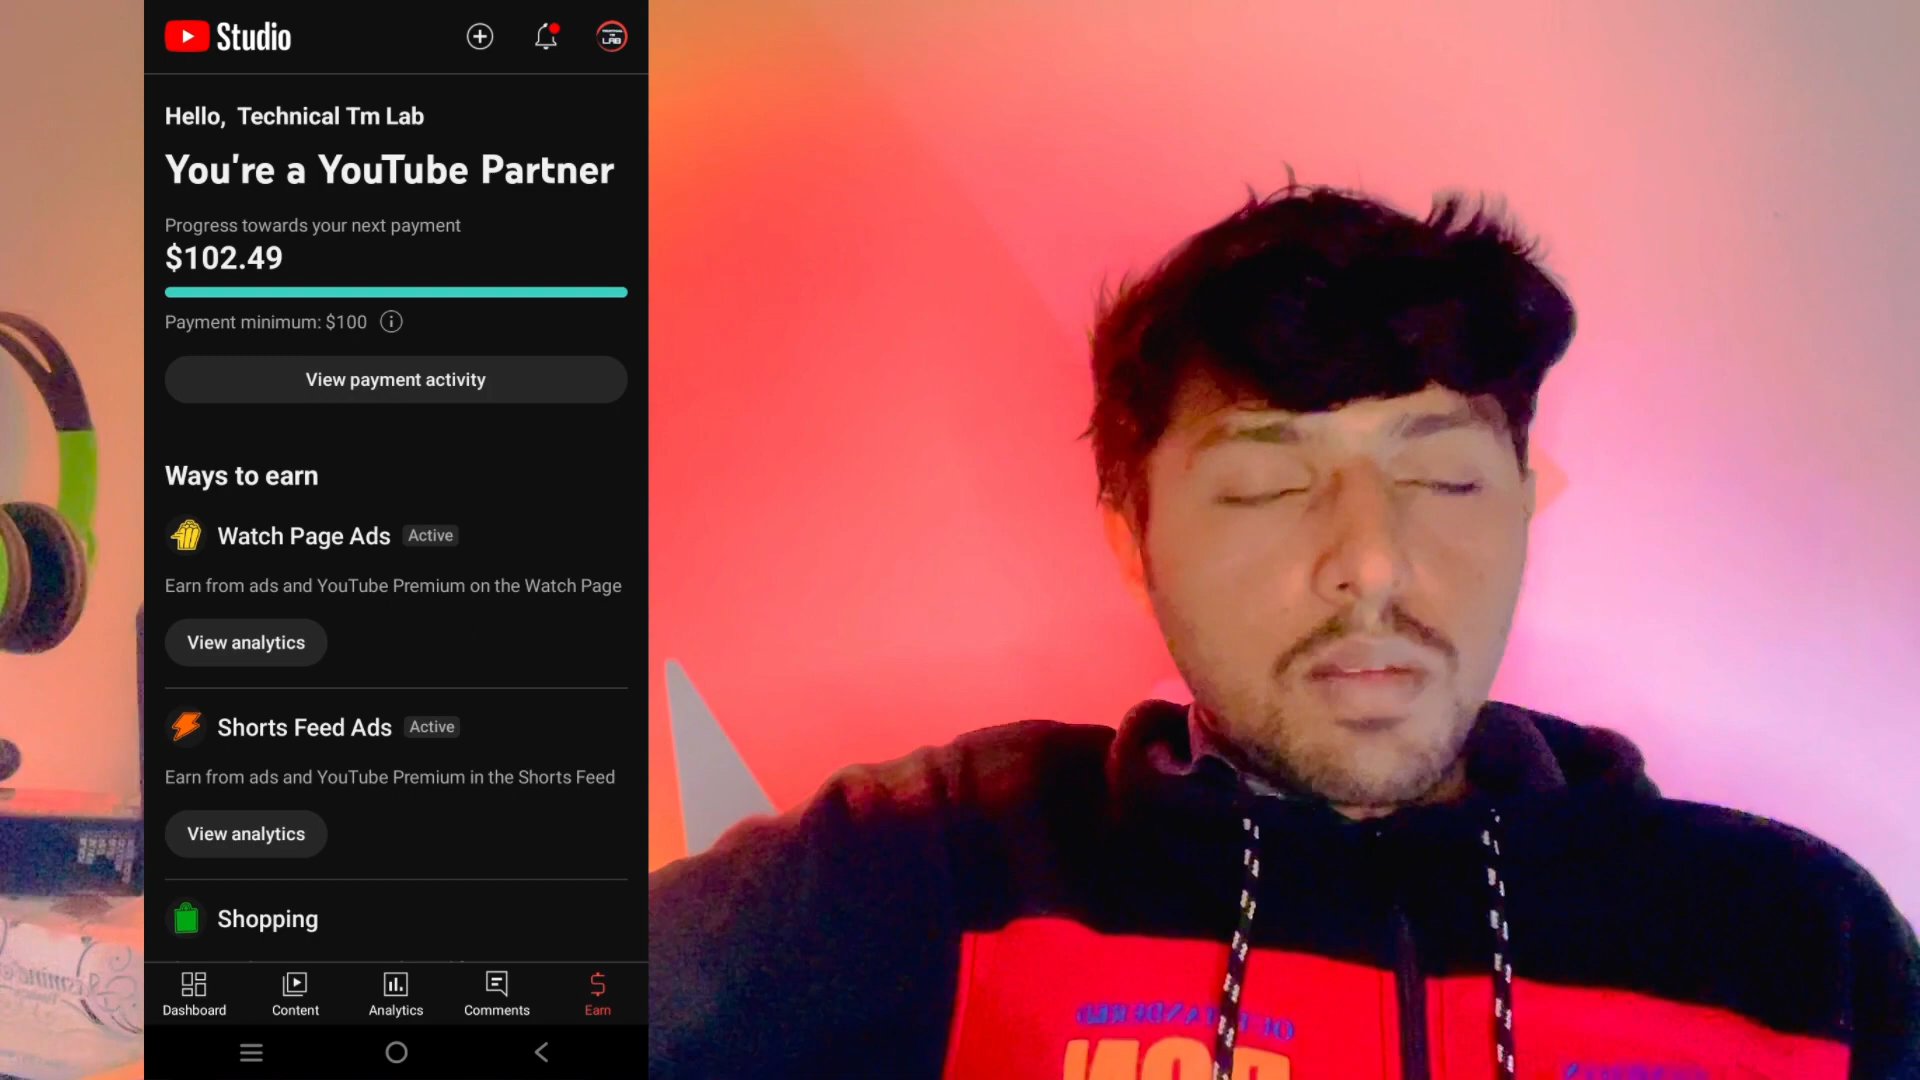 Studio
LAB
Hello, Technical Tm Lab
You're a YouTube Partner
Progress towards your next payment
$102.49
Payment minimum: $100
View payment activity
Ways to earn
Watch Page Ads Active
Earn from ads and YouTube Premium on the Watch Page
View analytics
Shorts Feed Ads Active
Earn from ads and YouTube Premium in the Shorts Feed
View analytics
Shopping
Dashboard Content Analytics Comments Earn